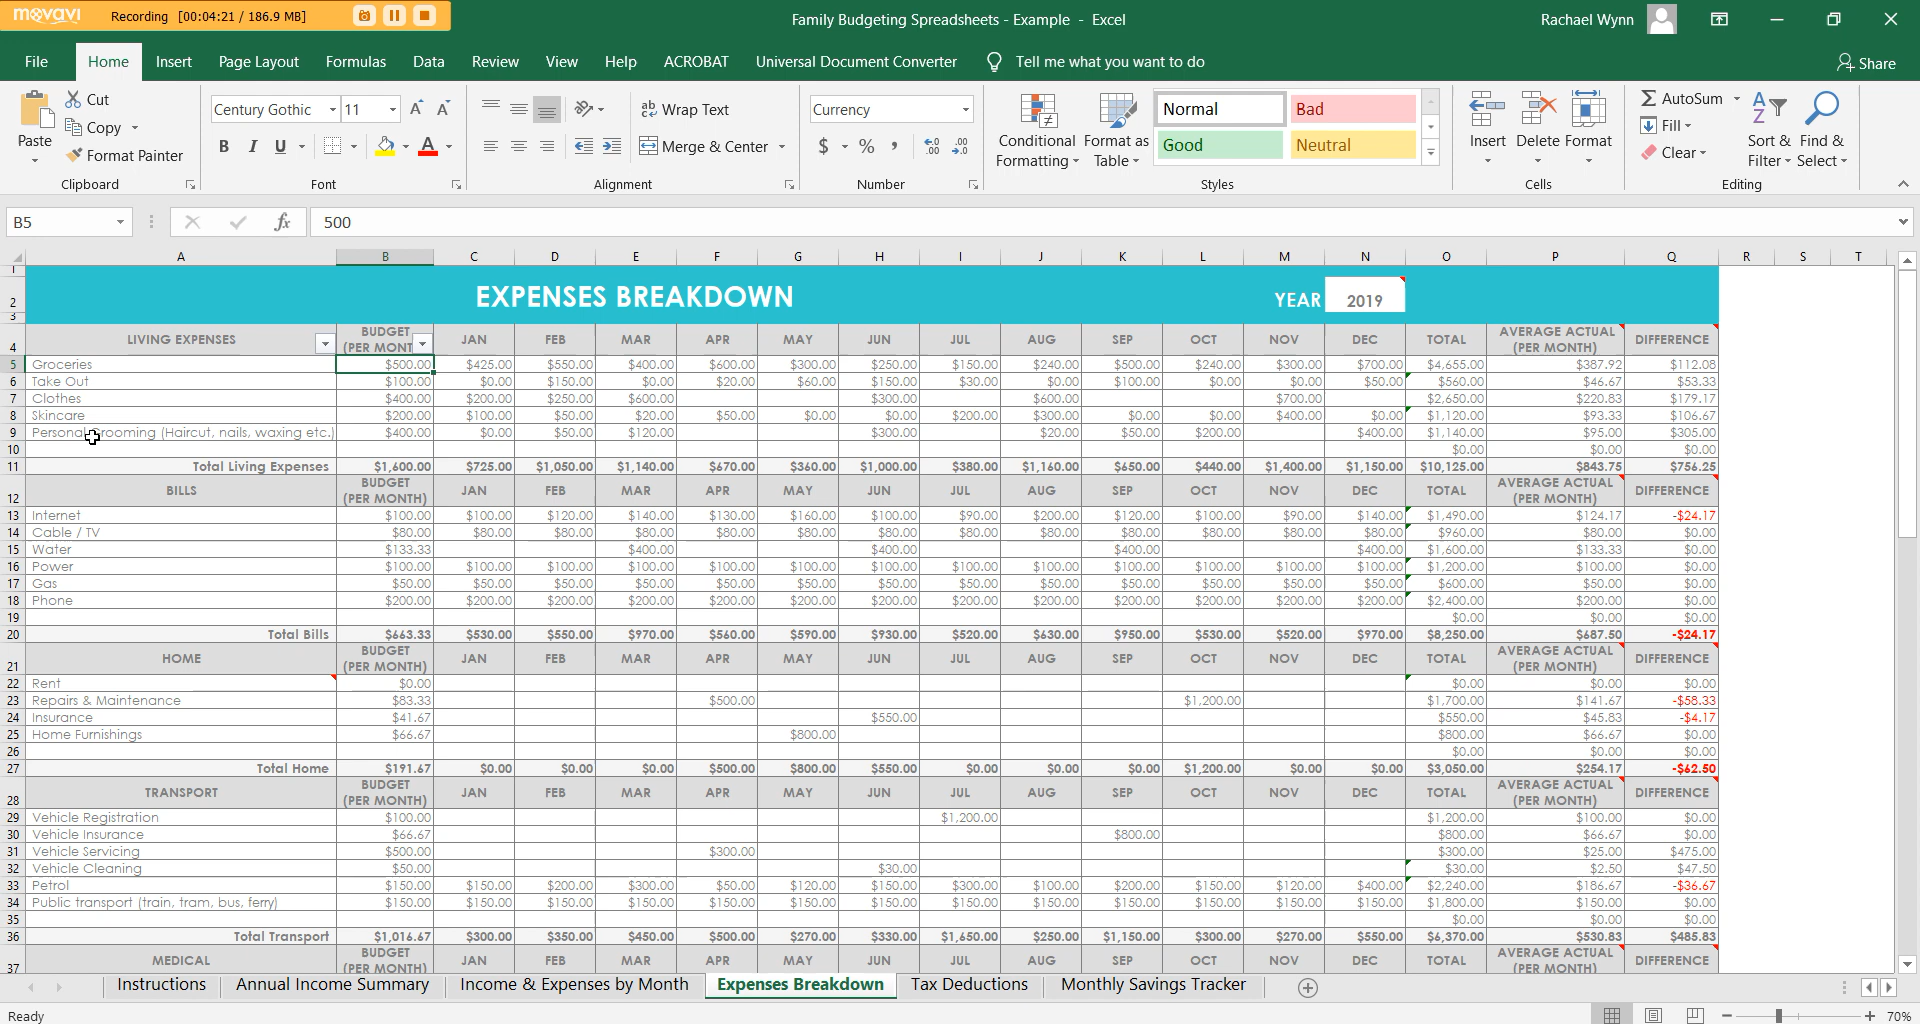 movavi Recording [00:04:21 / 186.9 MB] Family Budgeting Spreadsheets - Example - Excel Rachael Wynn
File Home Insert Page Layout Formulas Data Review View Help ACROBAT Universal Document Converter Tell me what you want to do Share
Paste Cut Copy Format Painter Clipboard
Century Gothic 11 B I U Font
Wrap Text Merge & Center Alignment
Currency $ % Number
Conditional Formatting Format as Table Normal Bad Good Neutral Styles
Insert Delete Format Cells
AutoSum Fill Clear Sort & Filter Find & Select Editing
B5 fx 500
A B C D E F G H I J K L M N O P Q R S T
1
2 EXPENSES BREAKDOWN YEAR 2019
3
4 LIVING EXPENSES BUDGET (PER MONT JAN FEB MAR APR MAY JUN JUL AUG SEP OCT NOV DEC TOTAL AVERAGE ACTUAL (PER MONTH) DIFFERENCE
5 Groceries $500.00 $425.00 $550.00 $400.00 $600.00 $300.00 $250.00 $150.00 $240.00 $500.00 $240.00 $300.00 $700.00 $4,655.00 $387.92 $112.08
6 Take Out $100.00 $0.00 $150.00 $0.00 $20.00 $60.00 $150.00 $30.00 $0.00 $100.00 $0.00 $0.00 $50.00 $560.00 $46.67 $53.33
7 Clothes $400.00 $200.00 $250.00 $600.00 $300.00 $600.00 $700.00 $2,650.00 $220.83 $179.17
8 Skincare $200.00 $100.00 $50.00 $20.00 $50.00 $0.00 $0.00 $200.00 $300.00 $0.00 $0.00 $400.00 $0.00 $1,120.00 $93.33 $106.67
9 Personal Grooming (Haircut, nails, waxing etc.) $400.00 $0.00 $50.00 $120.00 $300.00 $20.00 $50.00 $200.00 $400.00 $1,140.00 $95.00 $305.00
10 $0.00 $0.00 $0.00
11 Total Living Expenses $1,600.00 $725.00 $1,050.00 $1,140.00 $670.00 $360.00 $1,000.00 $380.00 $1,160.00 $650.00 $440.00 $1,400.00 $1,150.00 $10,125.00 $843.75 $756.25
12 BILLS BUDGET (PER MONTH) JAN FEB MAR APR MAY JUN JUL AUG SEP OCT NOV DEC TOTAL AVERAGE ACTUAL (PER MONTH) DIFFERENCE
13 Internet $100.00 $100.00 $120.00 $140.00 $130.00 $160.00 $100.00 $90.00 $200.00 $120.00 $100.00 $90.00 $140.00 $1,490.00 $124.17 -$24.17
14 Cable / TV $80.00 $80.00 $80.00 $80.00 $80.00 $80.00 $80.00 $80.00 $80.00 $80.00 $80.00 $80.00 $80.00 $960.00 $80.00 $0.00
15 Water $133.33 $400.00 $400.00 $400.00 $400.00 $1,600.00 $133.33 $0.00
16 Power $100.00 $100.00 $100.00 $100.00 $100.00 $100.00 $100.00 $100.00 $100.00 $100.00 $100.00 $100.00 $100.00 $1,200.00 $100.00 $0.00
17 Gas $50.00 $50.00 $50.00 $50.00 $50.00 $50.00 $50.00 $50.00 $50.00 $50.00 $50.00 $50.00 $50.00 $600.00 $50.00 $0.00
18 Phone $200.00 $200.00 $200.00 $200.00 $200.00 $200.00 $200.00 $200.00 $200.00 $200.00 $200.00 $200.00 $200.00 $2,400.00 $200.00 $0.00
19 $0.00 $0.00 $0.00
20 Total Bills $663.33 $530.00 $550.00 $970.00 $560.00 $590.00 $930.00 $520.00 $630.00 $950.00 $530.00 $520.00 $970.00 $8,250.00 $687.50 -$24.17
21 HOME BUDGET (PER MONTH) JAN FEB MAR APR MAY JUN JUL AUG SEP OCT NOV DEC TOTAL AVERAGE ACTUAL (PER MONTH) DIFFERENCE
22 Rent $0.00 $0.00 $0.00 $0.00
23 Repairs & Maintenance $83.33 $500.00 $1,200.00 $1,700.00 $141.67 -$58.33
24 Insurance $41.67 $550.00 $550.00 $45.83 -$4.17
25 Home Furnishings $66.67 $800.00 $800.00 $66.67 $0.00
26 $0.00 $0.00 $0.00
27 Total Home $191.67 $0.00 $0.00 $0.00 $500.00 $800.00 $550.00 $0.00 $0.00 $0.00 $1,200.00 $0.00 $0.00 $3,050.00 $254.17 -$62.50
28 TRANSPORT BUDGET (PER MONTH) JAN FEB MAR APR MAY JUN JUL AUG SEP OCT NOV DEC TOTAL AVERAGE ACTUAL (PER MONTH) DIFFERENCE
29 Vehicle Registration $100.00 $1,200.00 $1,200.00 $100.00 $0.00
30 Vehicle Insurance $66.67 $800.00 $800.00 $66.67 $0.00
31 Vehicle Servicing $500.00 $300.00 $300.00 $25.00 $475.00
32 Vehicle Cleaning $50.00 $30.00 $30.00 $2.50 $47.50
33 Petrol $150.00 $150.00 $200.00 $300.00 $50.00 $120.00 $150.00 $300.00 $100.00 $200.00 $150.00 $120.00 $400.00 $2,240.00 $186.67 -$36.67
34 Public transport (train, tram, bus, ferry) $150.00 $150.00 $150.00 $150.00 $150.00 $150.00 $150.00 $150.00 $150.00 $150.00 $150.00 $150.00 $150.00 $1,800.00 $150.00 $0.00
35 $0.00 $0.00 $0.00
36 Total Transport $1,016.67 $300.00 $350.00 $450.00 $500.00 $270.00 $330.00 $1,650.00 $250.00 $1,150.00 $300.00 $270.00 $550.00 $6,370.00 $530.83 $485.83
37 MEDICAL BUDGET (PER MONTH) JAN FEB MAR APR MAY JUN JUL AUG SEP OCT NOV DEC TOTAL AVERAGE ACTUAL (PER MONTH) DIFFERENCE
Instructions Annual Income Summary Income & Expenses by Month Expenses Breakdown Tax Deductions Monthly Savings Tracker
Ready 70%